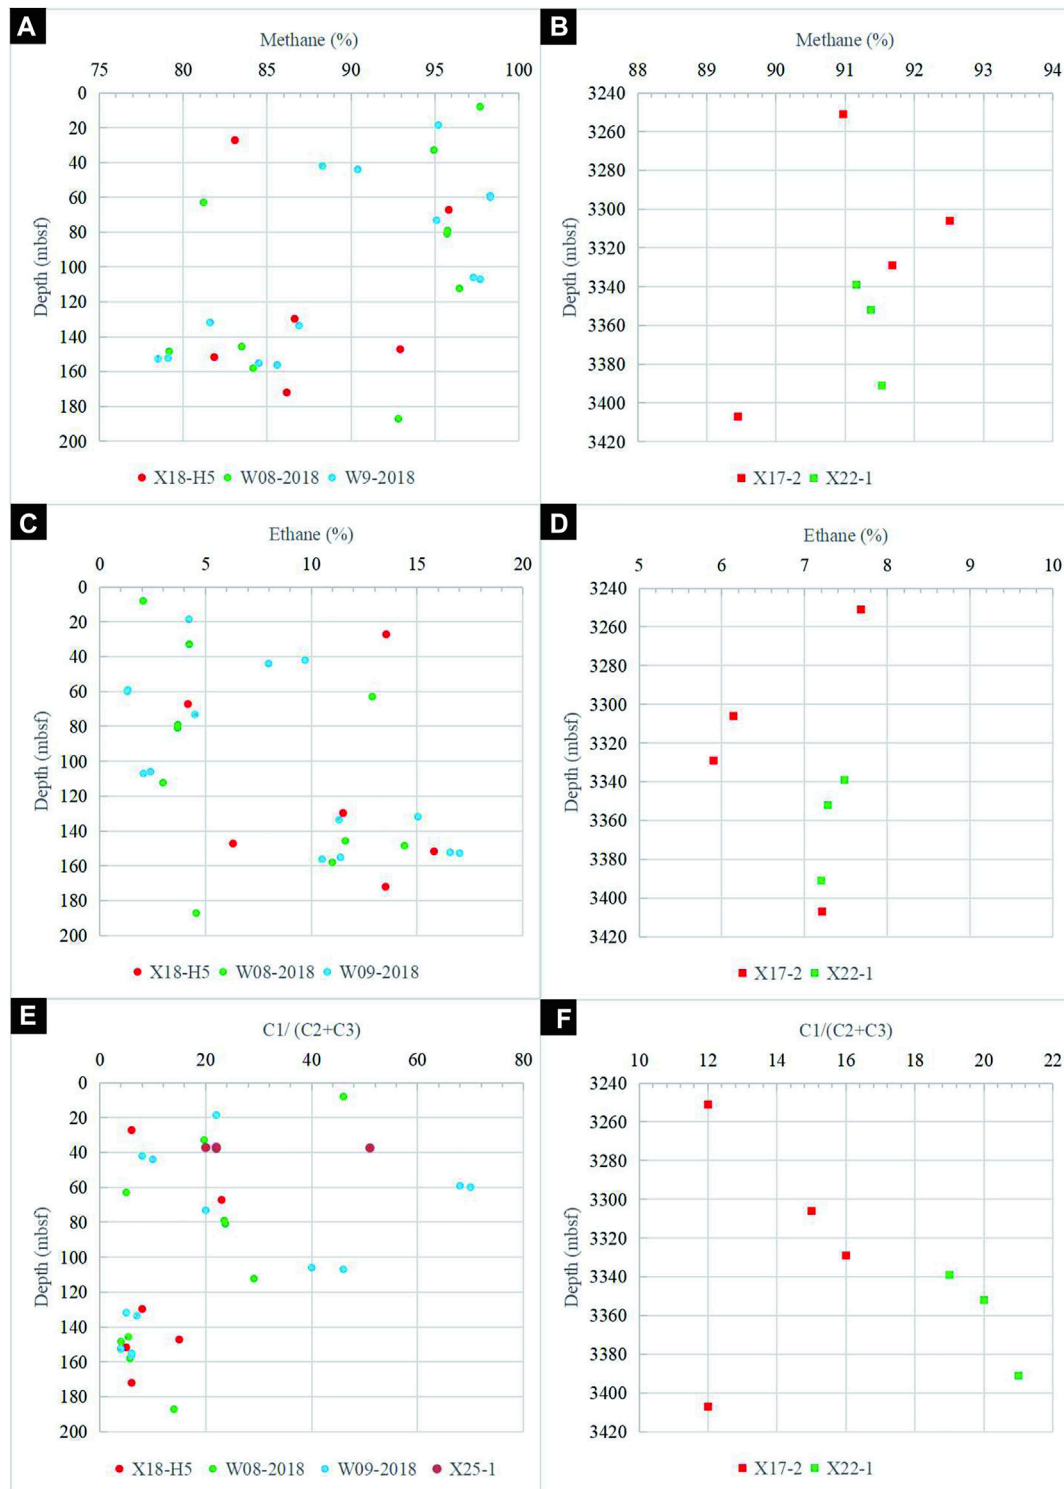 A
Methane (%)
75 80 85 90 95 100
0
20
40
60
80
100
120
140
160
180
200
Depth (mbsf)
X18-H5 W08-2018 W9-2018
B
Methane (%)
88 89 90 91 92 93 94
3240
3260
3280
3300
3320
3340
3360
3380
3400
3420
Depth (mbsf)
X17-2 X22-1
C
Ethane (%)
0 5 10 15 20
0
20
40
60
80
100
120
140
160
180
200
Depth (mbsf)
X18-H5 W08-2018 W09-2018
D
Ethane (%)
5 6 7 8 9 10
3240
3260
3280
3300
3320
3340
3360
3380
3400
3420
Depth (mbsf)
X17-2 X22-1
E
C1/ (C2+C3)
0 20 40 60 80
0
20
40
60
80
100
120
140
160
180
200
Depth (mbsf)
X18-H5 W08-2018 W09-2018 X25-1
F
C1/(C2+C3)
10 12 14 16 18 20 22
3240
3260
3280
3300
3320
3340
3360
3380
3400
3420
Depth (mbsf)
X17-2 X22-1